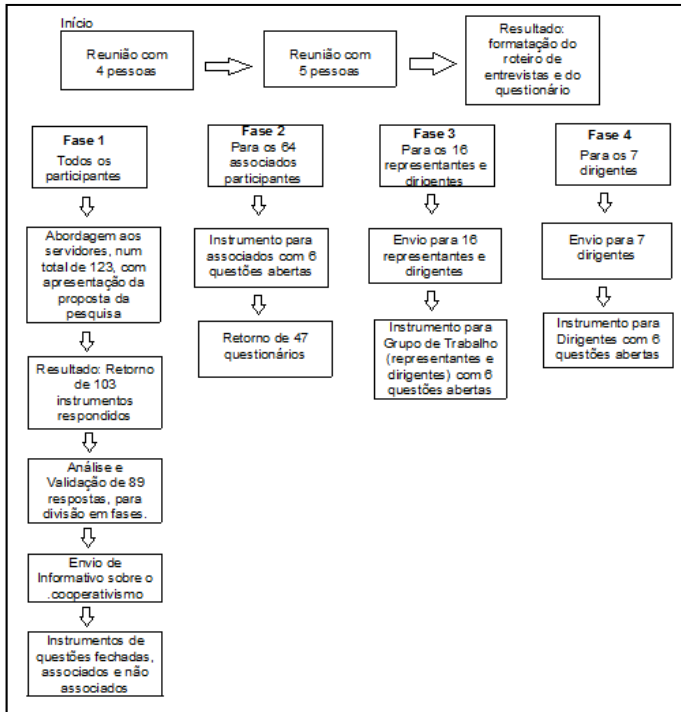 Início
Reunião com
4 pessoas
Reunião com
5 pessoas
Resultado:
formatação do
roteiro de
entrevistas e do
questionário
Fase 1
Todos os
participantes
Abordagem aos
servidores, num
total de 123, com
apresentação da
proposta da
pesquisa
Resultado: Retorno
de 103
instrumentos
respondidos
Análise e
Validação de 89
respostas, para
divisão em fases.
Envio de
Informativo sobre o
.cooperativismo
Instrumentos de
questões fechadas,
associados e não
associados
Fase 2
Para os 64
associados
participantes
Instrumento para
associados com 6
questões abertas
Retorno de 47
questionários
Fase 3
Para os 16
representantes e
dirigentes
Envio para 16
representantes e
dirigentes
Instrumento para
Grupo de Trabalho
(representantes e
dirigentes) com 6
questões abertas
Fase 4
Para os 7
dirigentes
Envio para 7
dirigentes
Instrumento para
Dirigentes com 6
questões abertas